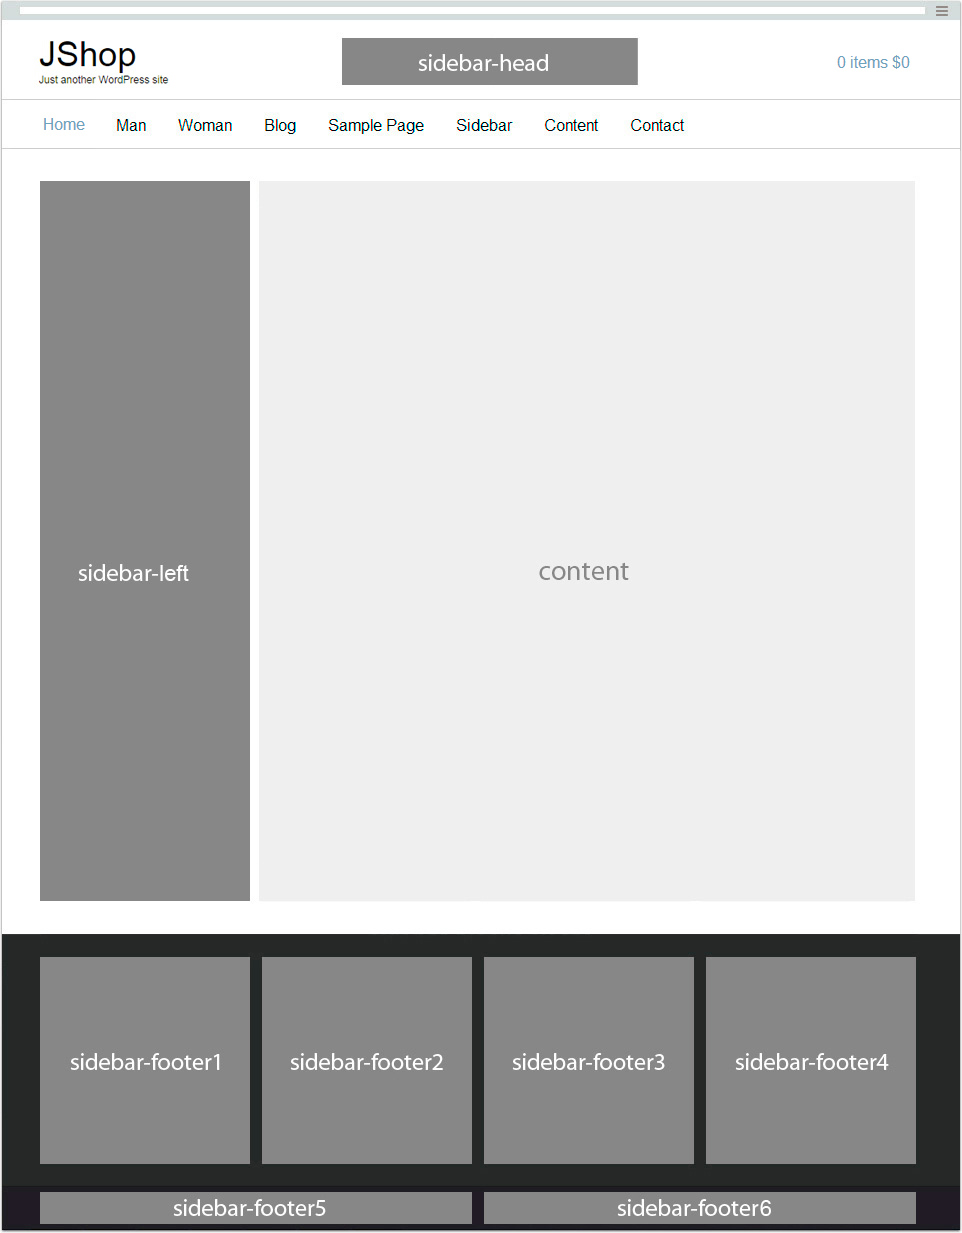 JShop
Just another WordPress site
sidebar-head
0 items $0
Home Man Woman Blog Sample Page Sidebar Content Contact
sidebar-left
content
sidebar-footer1
sidebar-footer2
sidebar-footer3
sidebar-footer4
sidebar-footer5
sidebar-footer6